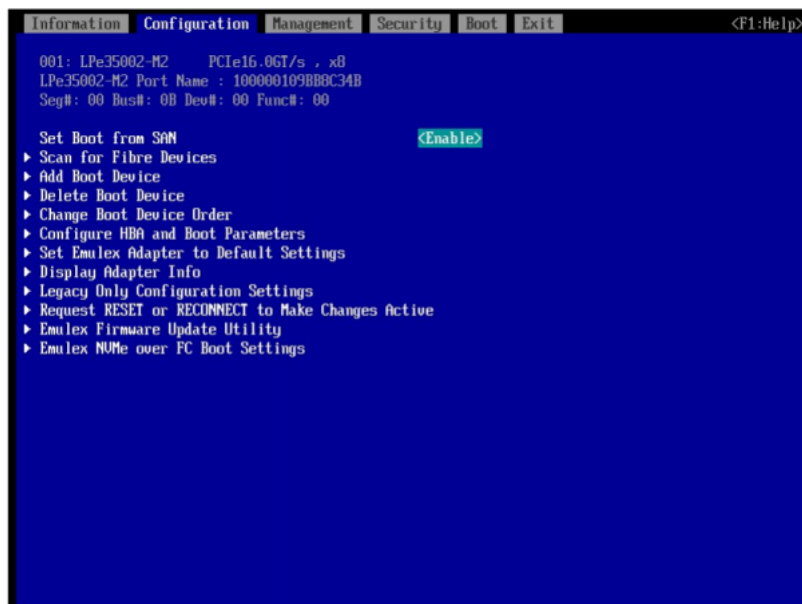 Information Configuration Management Security Boot Exit <F1:Help>
001: LPe35002-M2 PCIe16.0GT/s , x8
LPe35002-M2 Port Name : 100000109BB8C34B
Seg#: 00 Bus#: 0B Dev#: 00 Func#: 00
Set Boot from SAN <Enable>
Scan for Fibre Devices
Add Boot Device
Delete Boot Device
Change Boot Device Order
Configure HBA and Boot Parameters
Set Emulex Adapter to Default Settings
Display Adapter Info
Legacy Only Configuration Settings
Request RESET or RECONNECT to Make Changes Active
Emulex Firmware Update Utility
Emulex NVMe over FC Boot Settings